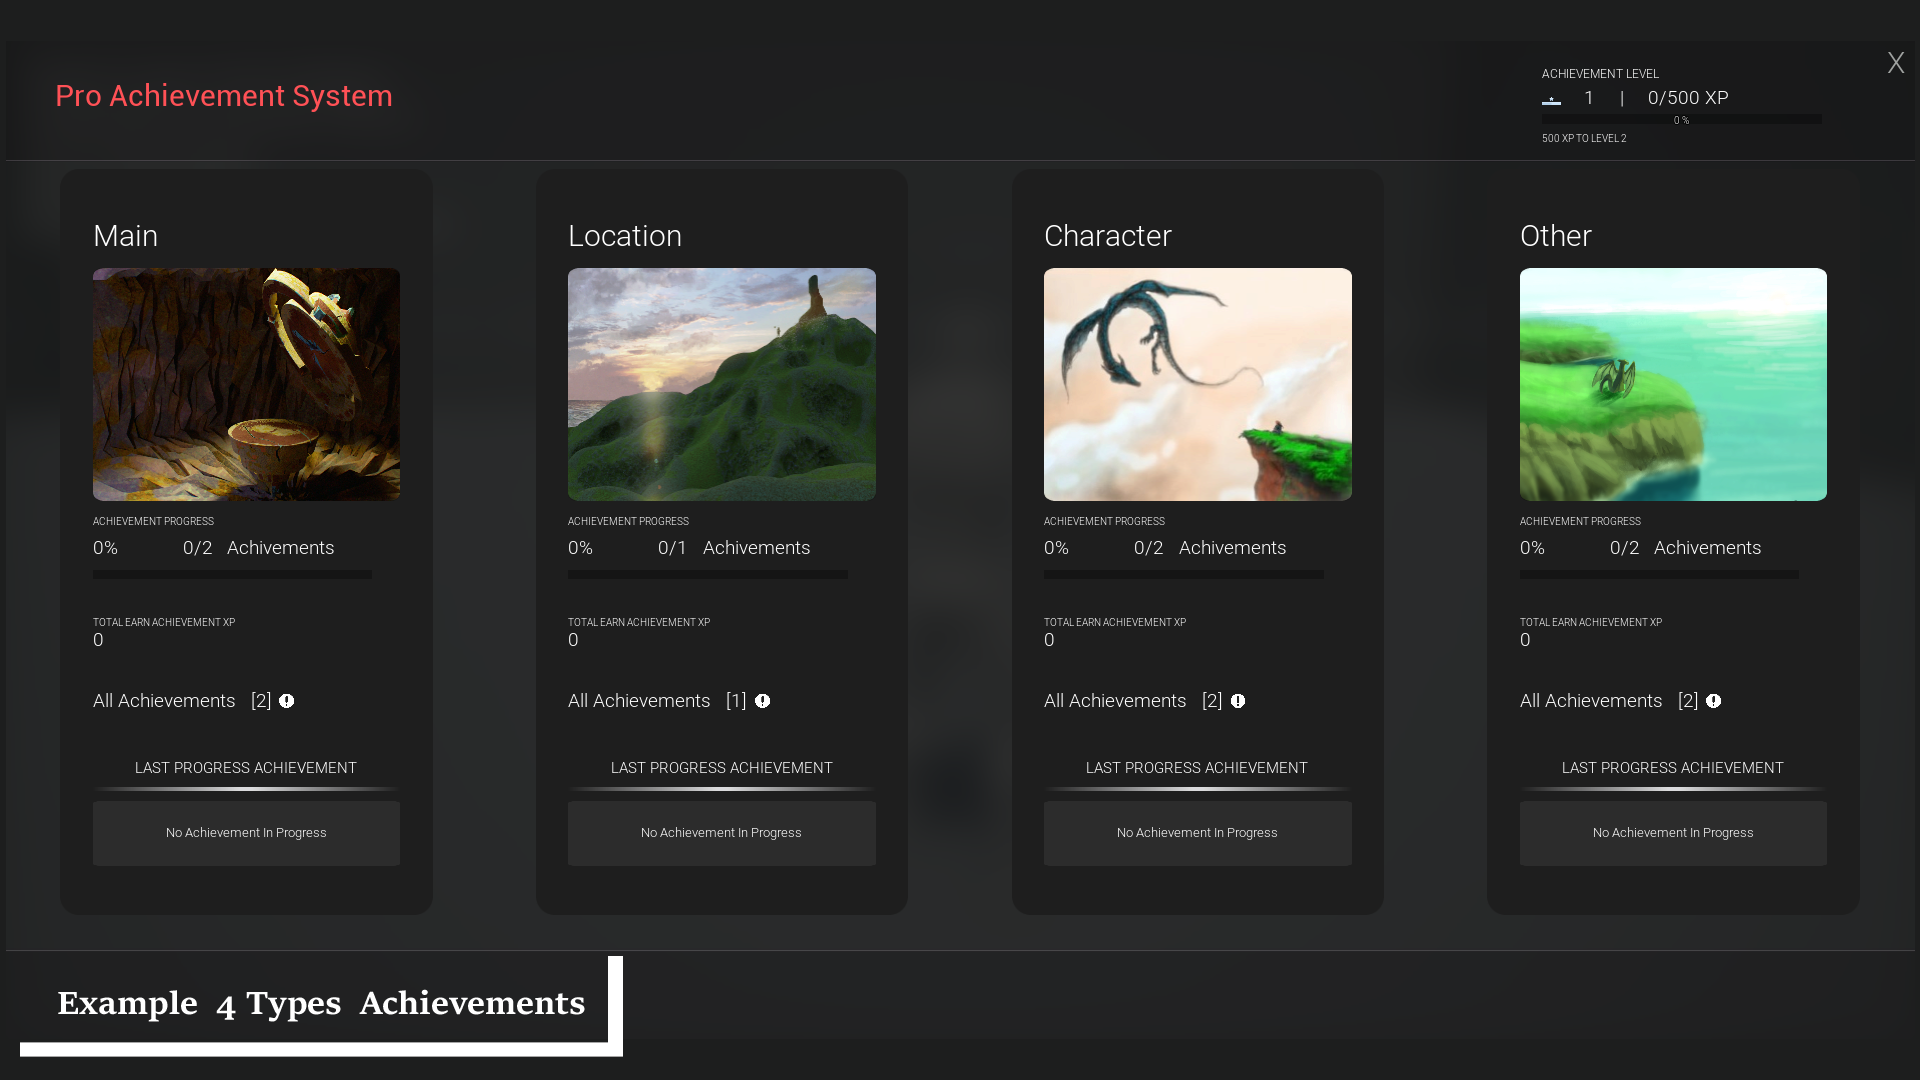 Pro Achievement System
ACHIEVEMENT LEVEL
1 | 0/500 XP
0 %
500 XP TO LEVEL 2
X
Main
ACHIEVEMENT PROGRESS
0% 0/2 Achivements
TOTAL EARN ACHIEVEMENT XP
0
All Achievements [2]
LAST PROGRESS ACHIEVEMENT
No Achievement In Progress
Location
ACHIEVEMENT PROGRESS
0% 0/1 Achivements
TOTAL EARN ACHIEVEMENT XP
0
All Achievements [1]
LAST PROGRESS ACHIEVEMENT
No Achievement In Progress
Character
ACHIEVEMENT PROGRESS
0% 0/2 Achivements
TOTAL EARN ACHIEVEMENT XP
0
All Achievements [2]
LAST PROGRESS ACHIEVEMENT
No Achievement In Progress
Other
ACHIEVEMENT PROGRESS
0% 0/2 Achivements
TOTAL EARN ACHIEVEMENT XP
0
All Achievements [2]
LAST PROGRESS ACHIEVEMENT
No Achievement In Progress
Example 4 Types Achievements